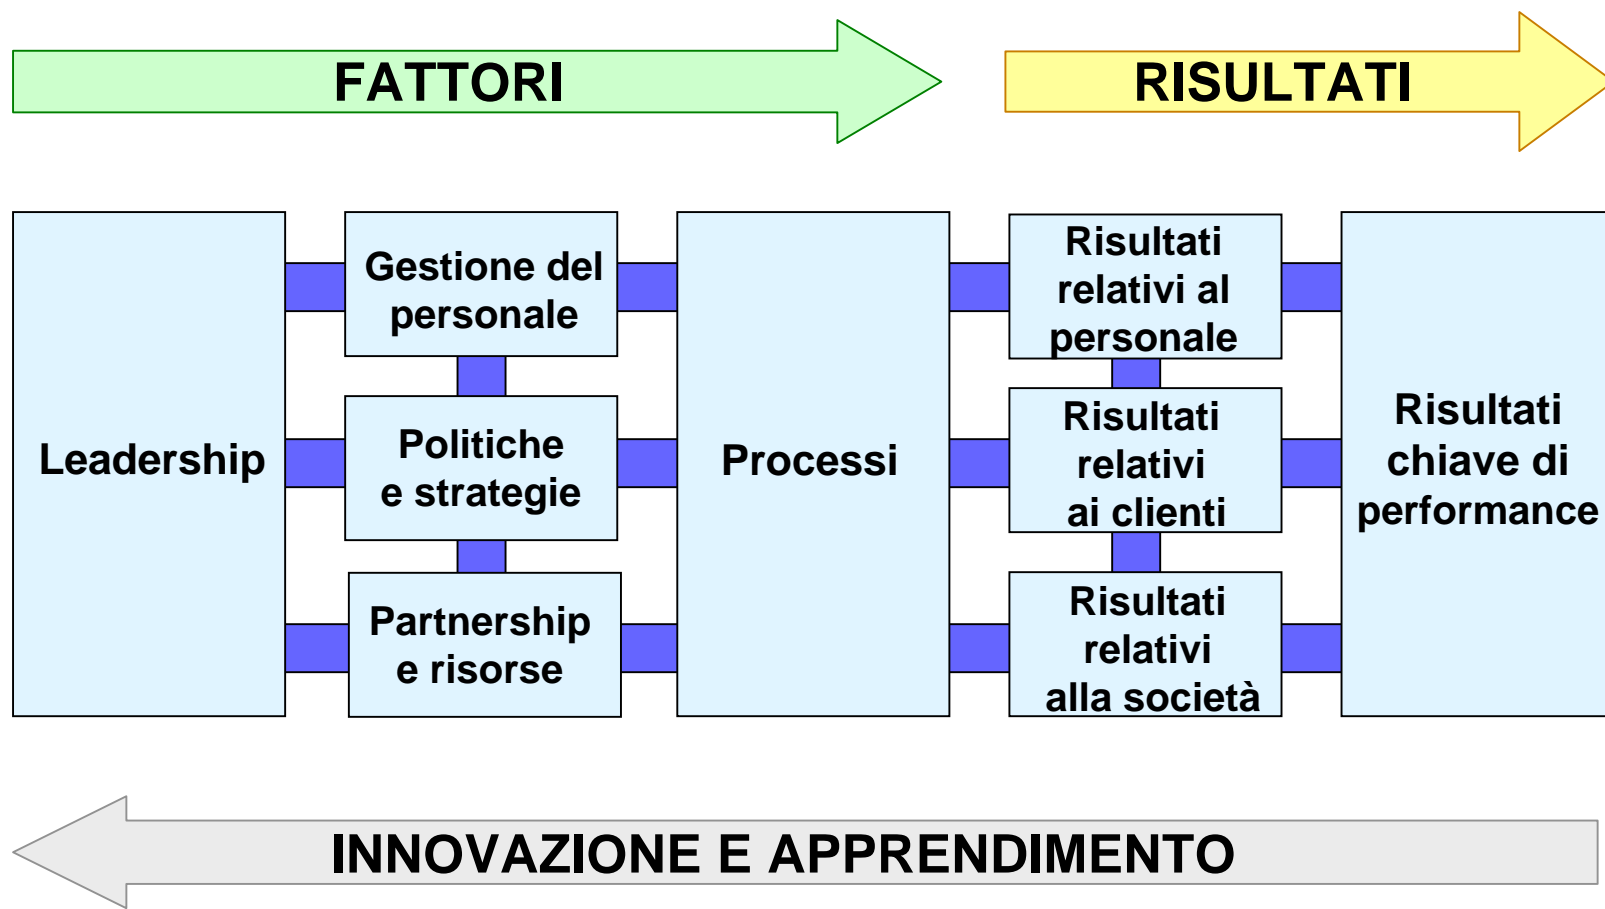 FATTORI
RISULTATI
Leadership
Gestione del
personale
Politiche
e strategie
Partnership
e risorse
Processi
Risultati
relativi al
personale
Risultati
relativi
ai clienti
Risultati
relativi
alla società
Risultati
chiave di
performance
INNOVAZIONE E APPRENDIMENTO